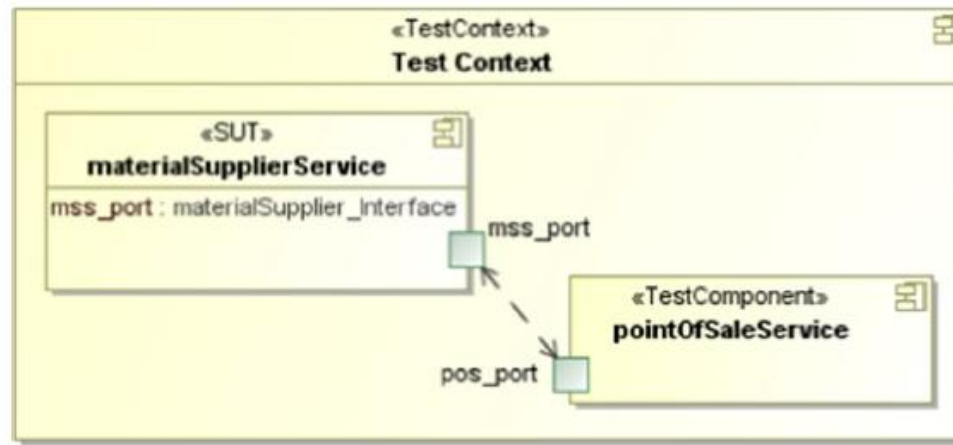 «TestContext»
Test Context
«SUT»
materialSupplierService
mss_port : materialSupplier_Interface
mss_port
«TestComponent»
pointOfSaleService
pos_port